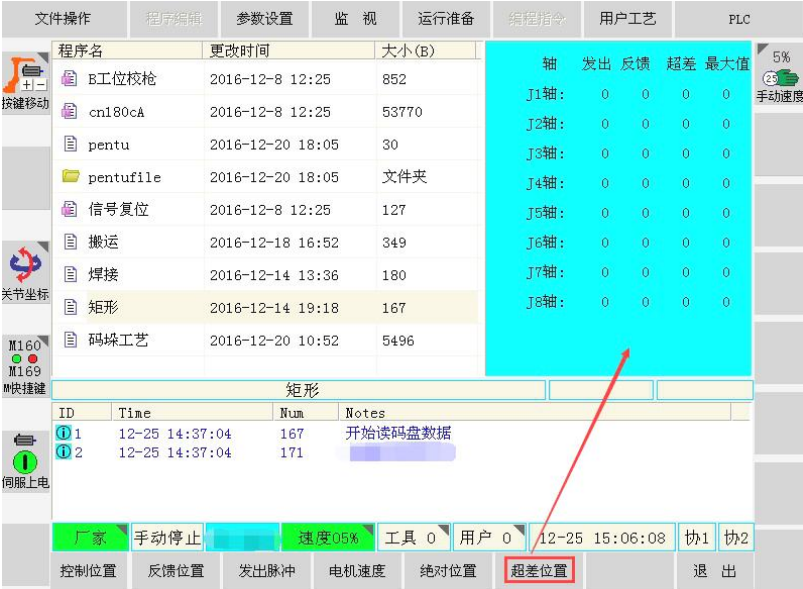 文件操作 程序编辑 参数设置 监 视 运行准备 编程指令 用户工艺 PLC
按键移动
程序名 更改时间 大小(B)
B工位校枪 2016-12-8 12:25 852
cn180cA 2016-12-8 12:25 53770
pentu 2016-12-20 18:05 30
pentufile 2016-12-20 18:05 文件夹
信号复位 2016-12-8 12:25 127
搬运 2016-12-18 16:52 349
焊接 2016-12-14 13:36 180
矩形 2016-12-14 19:18 167
码垛工艺 2016-12-20 10:52 5496
轴 发出 反馈 超差 最大值
J1轴: 0 0 0 0
J2轴: 0 0 0 0
J3轴: 0 0 0 0
J4轴: 0 0 0 0
J5轴: 0 0 0 0
J6轴: 0 0 0 0
J7轴: 0 0 0 0
J8轴: 0 0 0 0
5%
25
手动速度
关节坐标
M160
M169
M快捷键
矩形
ID Time Num Notes
1 12-25 14:37:04 167 开始读码盘数据
2 12-25 14:37:04 171
伺服上电
厂家 手动停止 速度05% 工具 0 用户 0 12-25 15:06:08 协1 协2
控制位置 反馈位置 发出脉冲 电机速度 绝对位置 超差位置 退 出